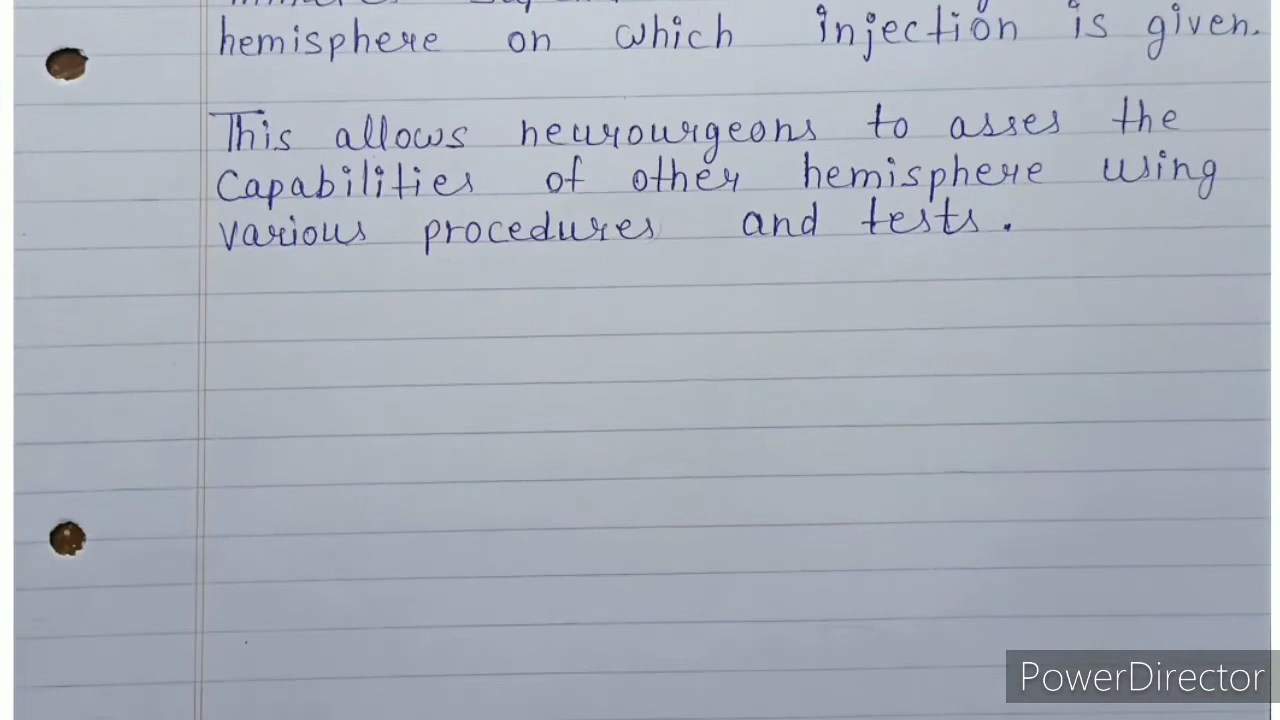 hemisphere on which injection is given.
This allows neurourgeons to asses the
Capabilities of other hemisphere using
various procedures and tests.
PowerDirector